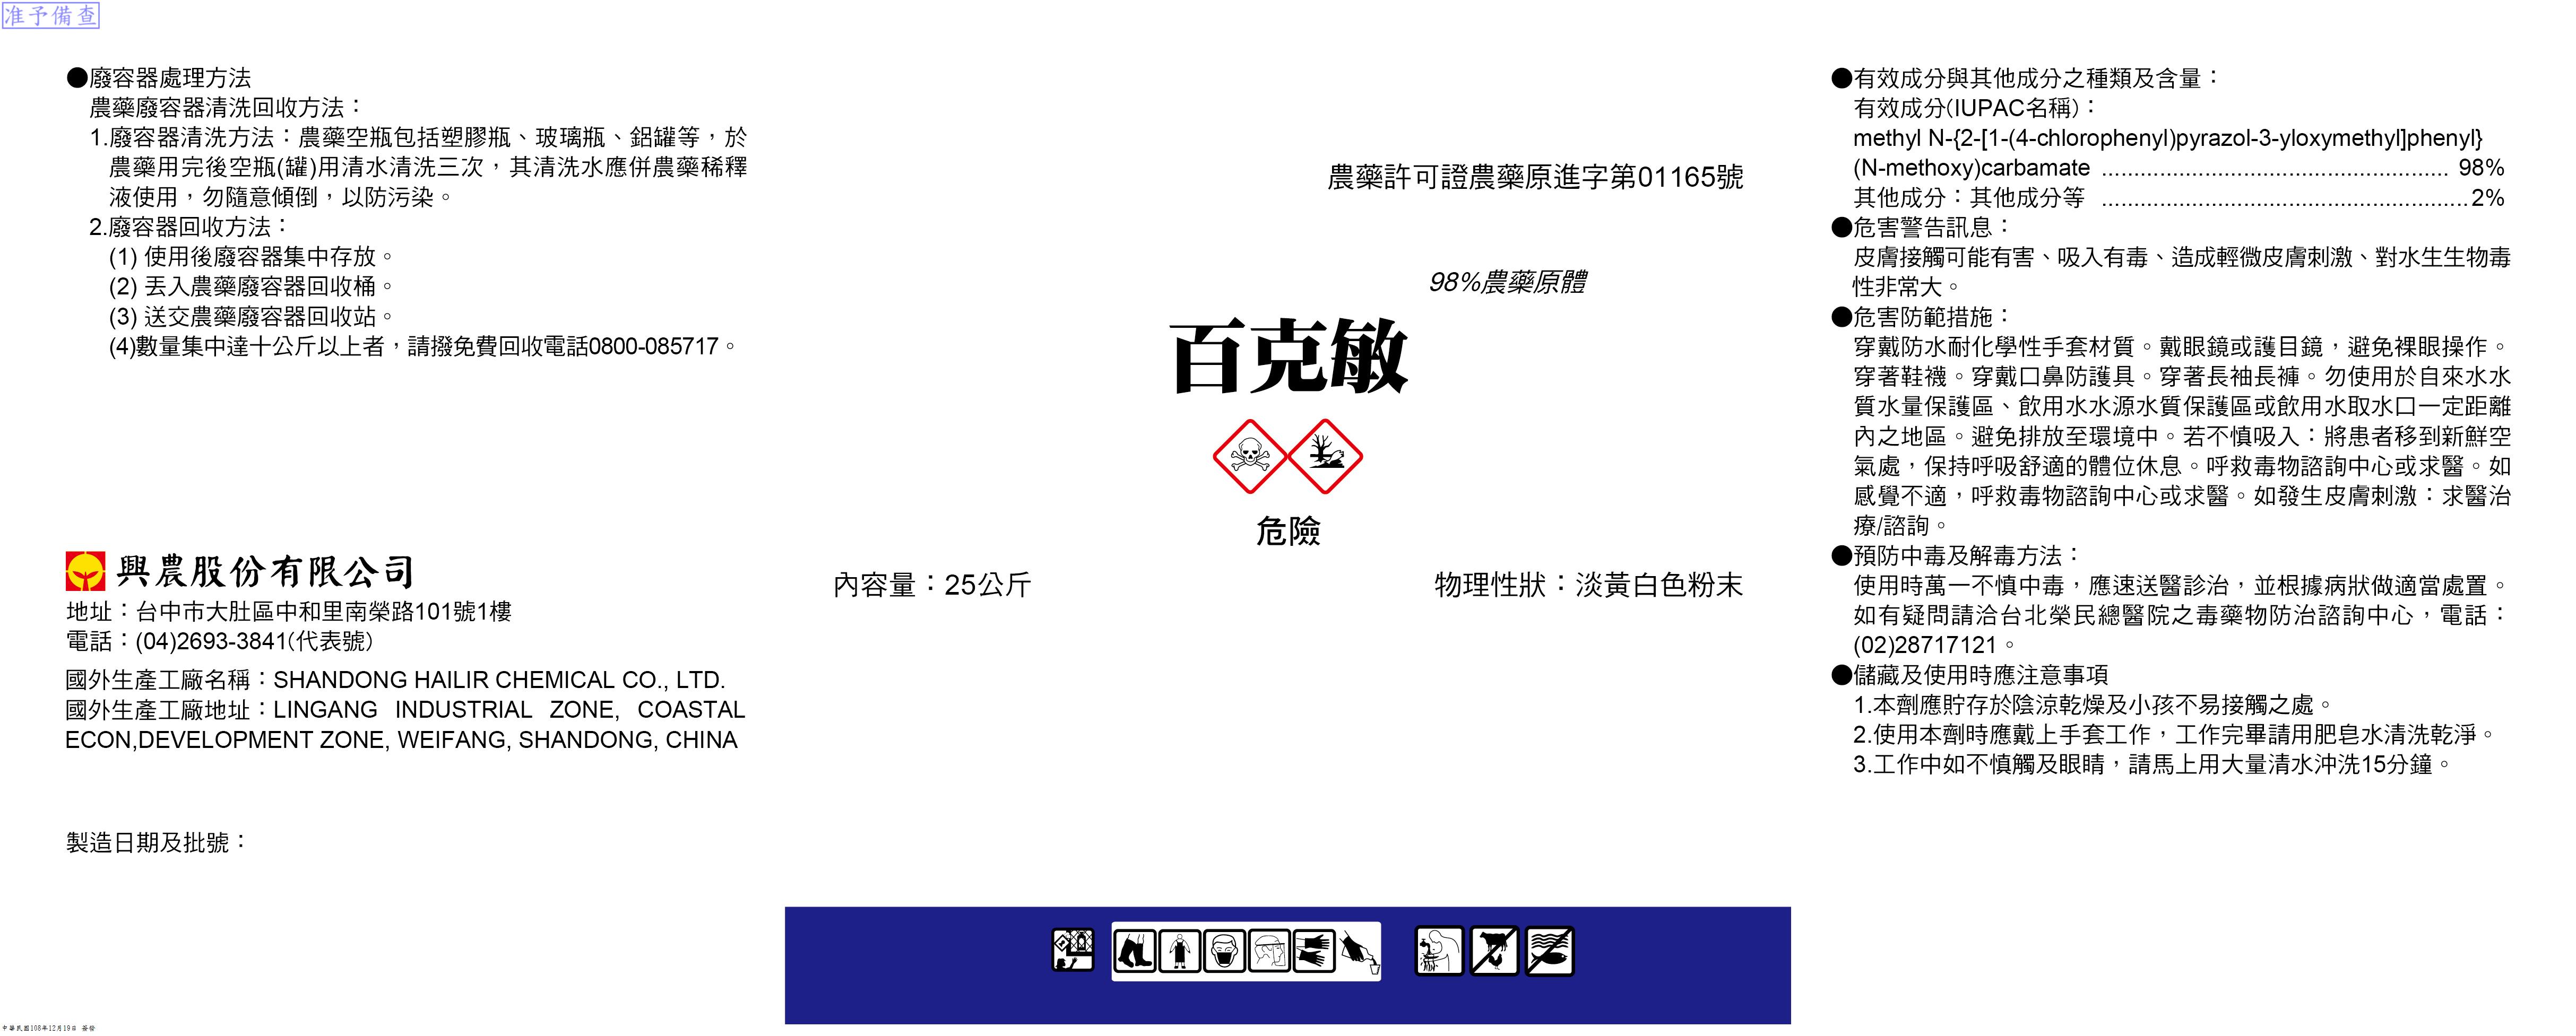 准予備查
●廢容器處理方法
農藥廢容器清洗回收方法：
1.廢容器清洗方法：農藥空瓶包括塑膠瓶、玻璃瓶、鋁罐等，於
農藥用完後空瓶(罐)用清水清洗三次，其清洗水應併農藥稀釋
液使用，勿隨意傾倒，以防污染。
2.廢容器回收方法：
(1) 使用後廢容器集中存放。
(2) 丟入農藥廢容器回收桶。
(3) 送交農藥廢容器回收站。
(4)數量集中達十公斤以上者，請撥免費回收電話0800-085717。
興農股份有限公司
地址：台中市大肚區中和里南榮路101號1樓
電話：(04)2693-3841(代表號)
國外生產工廠名稱：SHANDONG HAILIR CHEMICAL CO., LTD.
國外生產工廠地址：LINGANG INDUSTRIAL ZONE, COASTAL
ECON,DEVELOPMENT ZONE, WEIFANG, SHANDONG, CHINA
製造日期及批號：
農藥許可證農藥原進字第01165號
98%農藥原體
百克敏
危險
內容量：25公斤
物理性狀：淡黃白色粉末
●有效成分與其他成分之種類及含量：
有效成分(IUPAC名稱)：
methyl N-{2-[1-(4-chlorophenyl)pyrazol-3-yloxymethyl]phenyl}
(N-methoxy)carbamate ...................................................... 98%
其他成分：其他成分等 .........................................................2%
●危害警告訊息：
皮膚接觸可能有害、吸入有毒、造成輕微皮膚刺激、對水生生物毒
性非常大。
●危害防範措施：
穿戴防水耐化學性手套材質。戴眼鏡或護目鏡，避免裸眼操作。
穿著鞋襪。穿戴口鼻防護具。穿著長袖長褲。勿使用於自來水水
質水量保護區、飲用水水源水質保護區或飲用水取水口一定距離
內之地區。避免排放至環境中。若不慎吸入：將患者移到新鮮空
氣處，保持呼吸舒適的體位休息。呼救毒物諮詢中心或求醫。如
感覺不適，呼救毒物諮詢中心或求醫。如發生皮膚刺激：求醫治
療/諮詢。
●預防中毒及解毒方法：
使用時萬一不慎中毒，應速送醫診治，並根據病狀做適當處置。
如有疑問請洽台北榮民總醫院之毒藥物防治諮詢中心，電話：
(02)28717121。
●儲藏及使用時應注意事項
1.本劑應貯存於陰涼乾燥及小孩不易接觸之處。
2.使用本劑時應戴上手套工作，工作完畢請用肥皂水清洗乾淨。
3.工作中如不慎觸及眼睛，請馬上用大量清水沖洗15分鐘。
中華民國108年12月19日